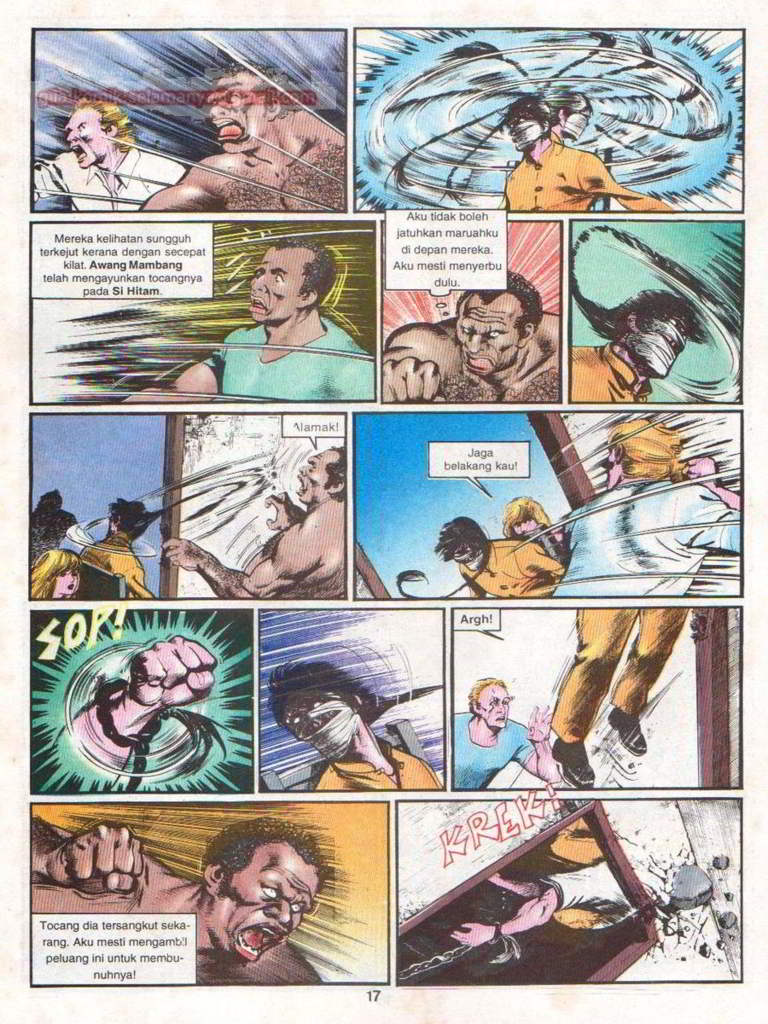 Mereka kelihatan sungguh
terkejut kerana dengan secepat
kilat. Awang Mambang
telah mengayunkan tocangnya
pada Si Hitam.
Aku tidak boleh
jatuhkan maruahku
di depan mereka.
Aku mesti menyerbu
dulu.
Alamak!
Jaga
belakang kau!
SOP!
Argh!
Tocang dia tersangkut seka-
rang. Aku mesti mengambil
peluang ini untuk membu-
nuhnya!
KREK!
17